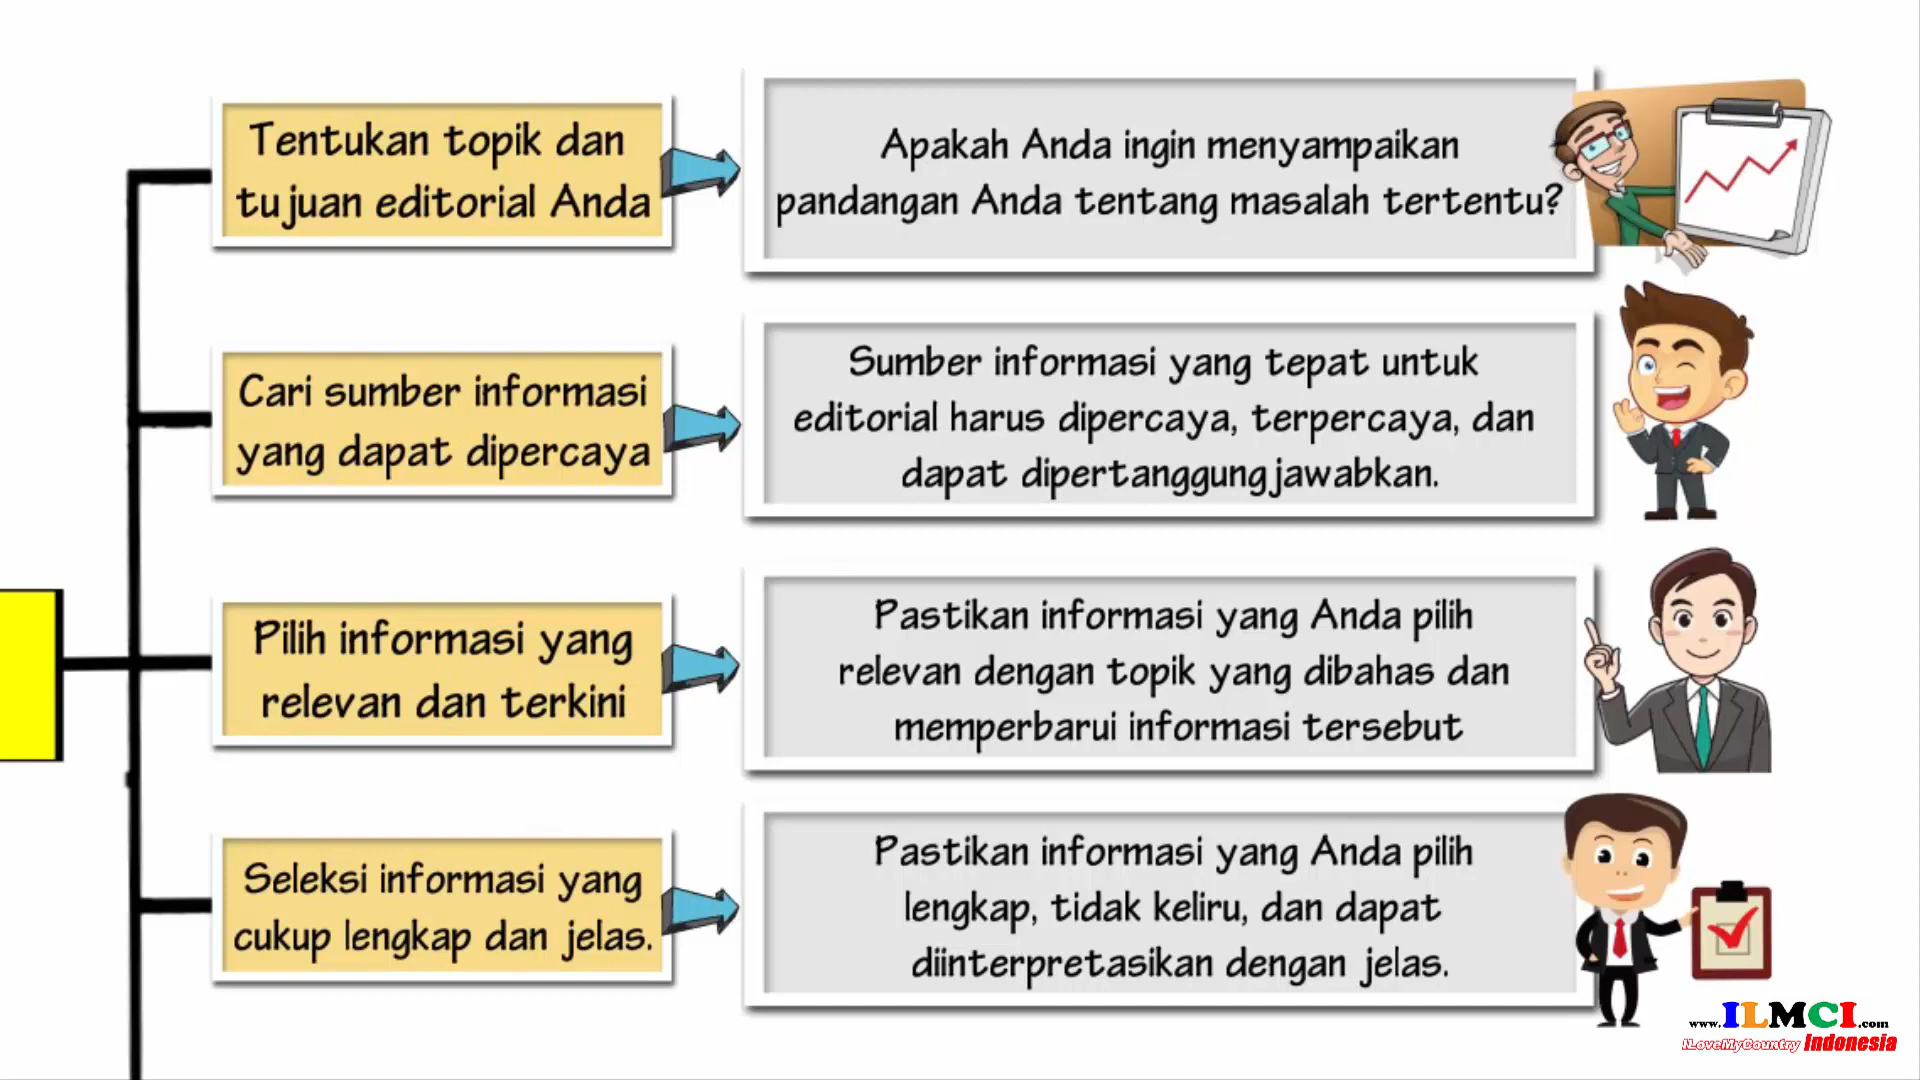 Tentukan topik dan
tujuan editorial Anda
Apakah Anda ingin menyampaikan
pandangan Anda tentang masalah tertentu?
Cari sumber informasi
yang dapat dipercaya
Sumber informasi yang tepat untuk
editorial harus dipercaya, terpercaya, dan
dapat dipertanggungjawabkan.
Pilih informasi yang
relevan dan terkini
Pastikan informasi yang Anda pilih
relevan dengan topik yang dibahas dan
memperbarui informasi tersebut
Seleksi informasi yang
cukup lengkap dan jelas.
Pastikan informasi yang Anda pilih
lengkap, tidak keliru, dan dapat
diinterpretasikan dengan jelas.
www.ILMCI.com
ILoveMyCountry Indonesia